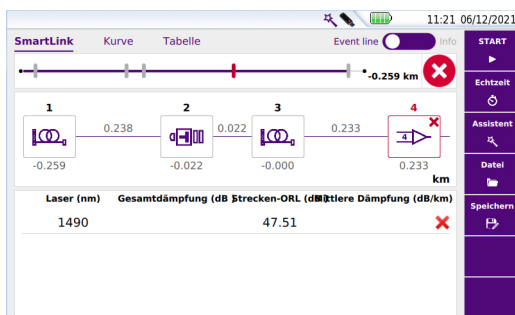 11:21 06/12/2021
SmartLink Kurve Tabelle Event line Info
START
-0.259 km
Echtzeit
1 2 3 4
Assistent
0.238 0.022 0.233
4
-0.259 -0.022 -0.000 0.233
Datei
km
Laser (nm) Gesamtdämpfung (dB ) Strecken-ORL (dB) Mittlere Dämpfung (dB/km)
Speichern
1490 47.51